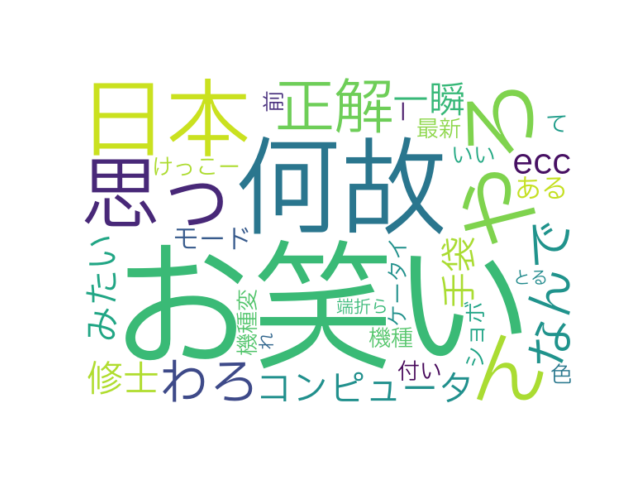 日本
前
正解
一瞬
ー
最新
て
やろ
何故
思っ
けっこー
いい
ecc
ある
モード
お笑い
みたい
手袋
ケータイ
なんで
とる
機種変
れ
端折ら
機種
ショボ
ん
修士
わろ
コンピュータ
付い
色